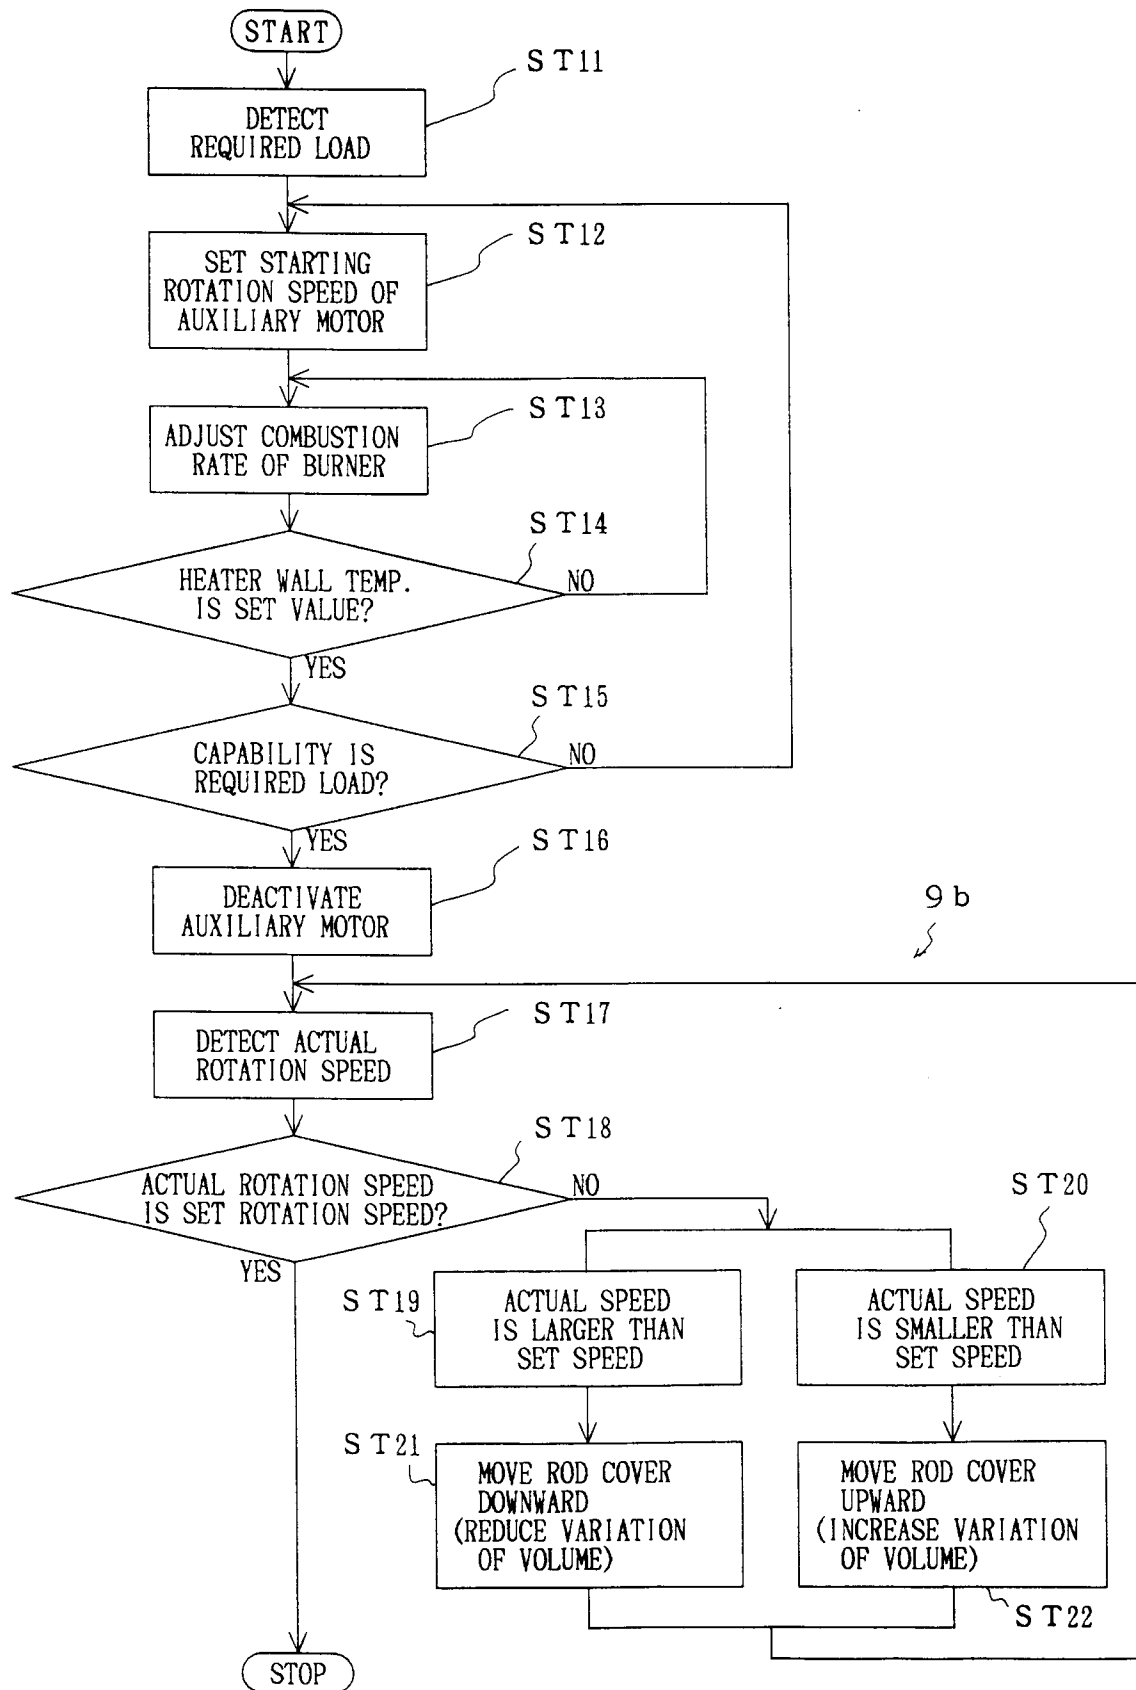 START
ST11
DETECT
REQUIRED LOAD
ST12
SET STARTING
ROTATION SPEED OF
AUXILIARY MOTOR
ST13
ADJUST COMBUSTION
RATE OF BURNER
ST14
HEATER WALL TEMP.
IS SET VALUE?
NO
YES
ST15
CAPABILITY IS
REQUIRED LOAD?
NO
YES
ST16
DEACTIVATE
AUXILIARY MOTOR
9b
ST17
DETECT ACTUAL
ROTATION SPEED
ST18
ACTUAL ROTATION SPEED
IS SET ROTATION SPEED?
NO
YES
ST19
ACTUAL SPEED
IS LARGER THAN
SET SPEED
ST20
ACTUAL SPEED
IS SMALLER THAN
SET SPEED
ST21
MOVE ROD COVER
DOWNWARD
(REDUCE VARIATION
OF VOLUME)
MOVE ROD COVER
UPWARD
(INCREASE VARIATION
OF VOLUME)
ST22
STOP